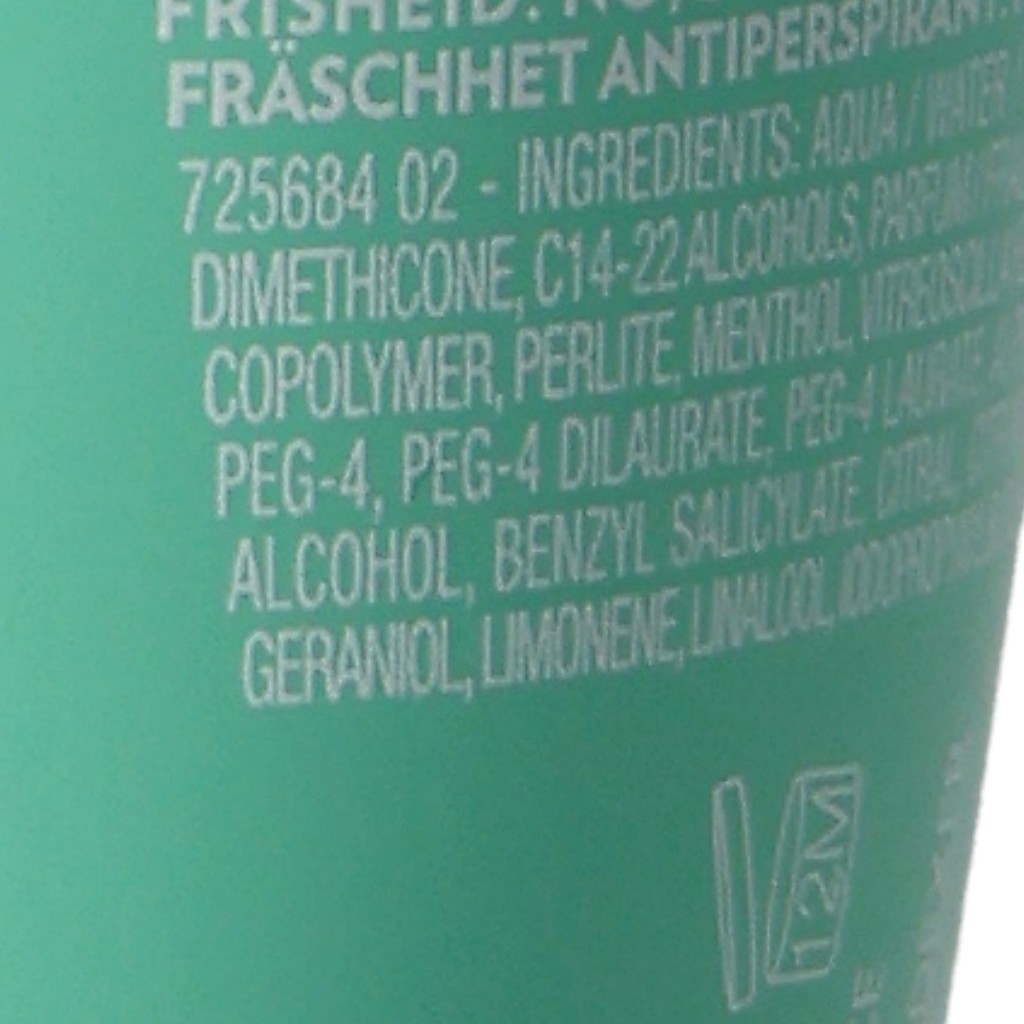 FRISHEID.
FRÄSCHHET ANTIPERSPIRANT.
725684 02 - INGREDIENTS: AQUA / WATER
DIMETHICONE, C14-22 ALCOHOLS, PARFUM /
COPOLYMER, PERLITE, MENTHOL,
PEG-4, PEG-4 DILAURATE, PEG-4 LAURATE,
ALCOHOL, BENZYL SALICYLATE, CITRAL,
GERANIOL, LIMONENE, LINALOOL,
12M